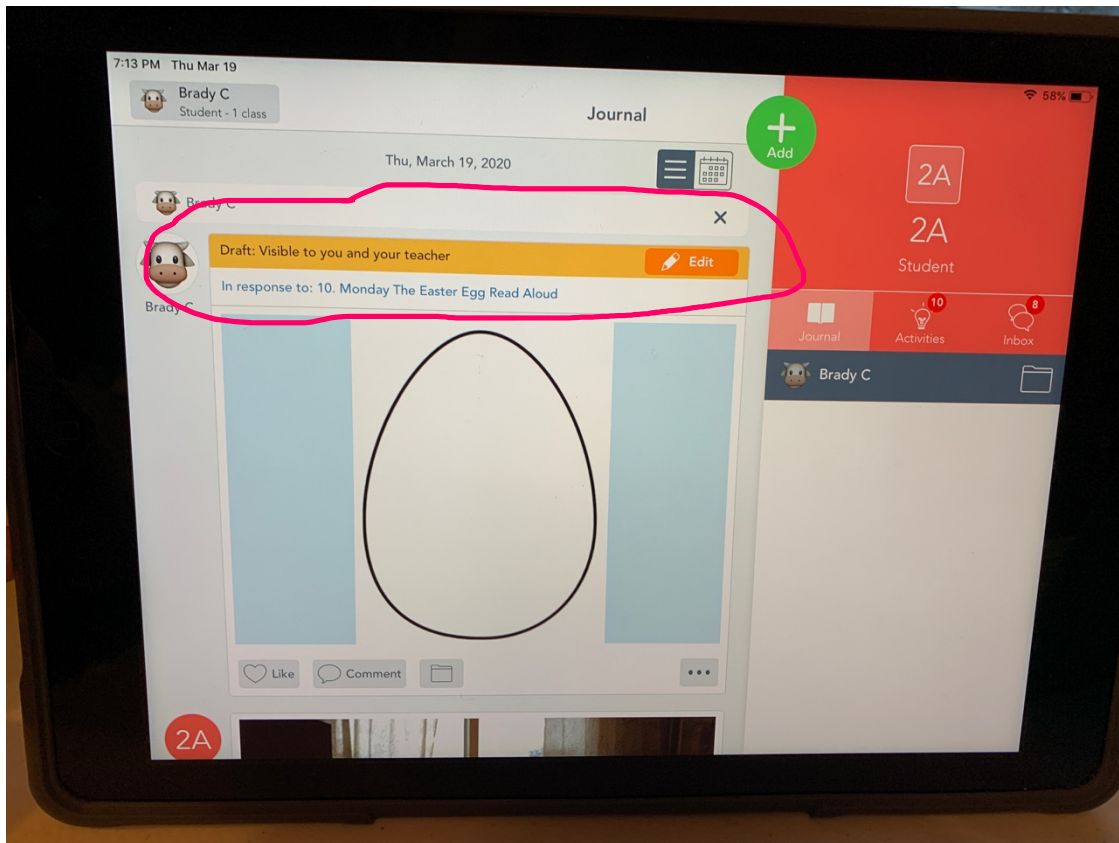 7:13 PM Thu Mar 19
58%
Brady C
Student - 1 class
Journal
Add
Thu, March 19, 2020
Brady C
Draft: Visible to you and your teacher
Edit
In response to: 10. Monday The Easter Egg Read Aloud
Brady C
Like
Comment
2A
2A
2A
Student
Journal
10
Activities
8
Inbox
Brady C